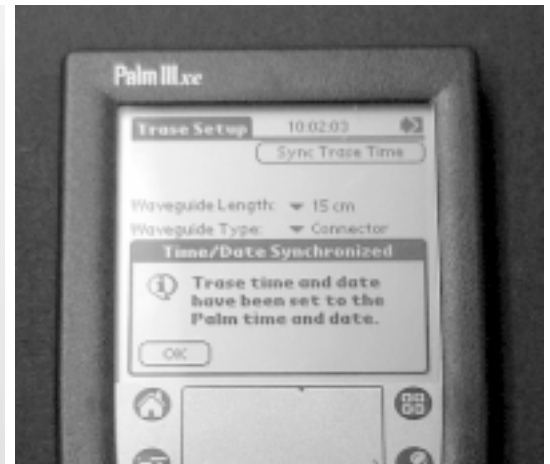 Palm IIIxe
Trase Setup 10:02:03
Sync Trase Time
Waveguide Length: 15 cm
Waveguide Type: Connector
Time/Date Synchronized
Trase time and date
have been set to the
Palm time and date.
OK